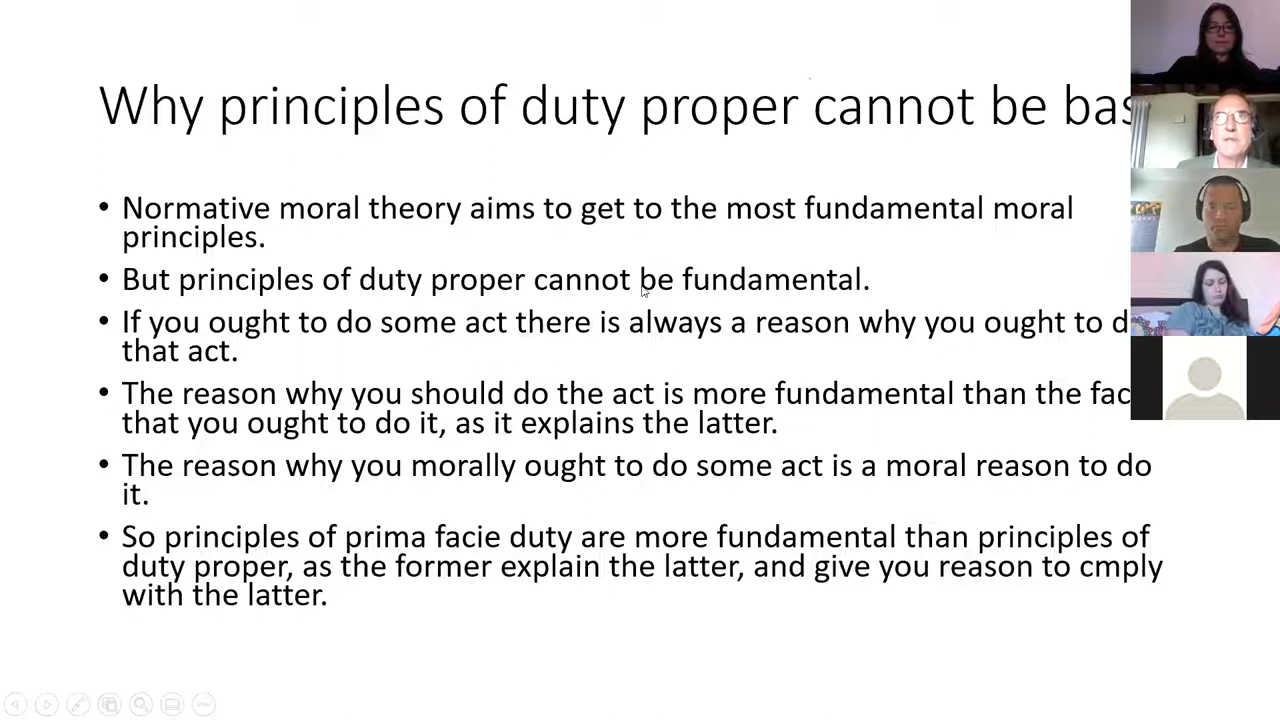 Why principles of duty proper cannot be bas
• Normative moral theory aims to get to the most fundamental moral
principles.
• But principles of duty proper cannot be fundamental.
• If you ought to do some act there is always a reason why you ought to d
that act.
• The reason why you should do the act is more fundamental than the fac
that you ought to do it, as it explains the latter.
• The reason why you morally ought to do some act is a moral reason to do
it.
• So principles of prima facie duty are more fundamental than principles of
duty proper, as the former explain the latter, and give you reason to cmply
with the latter.